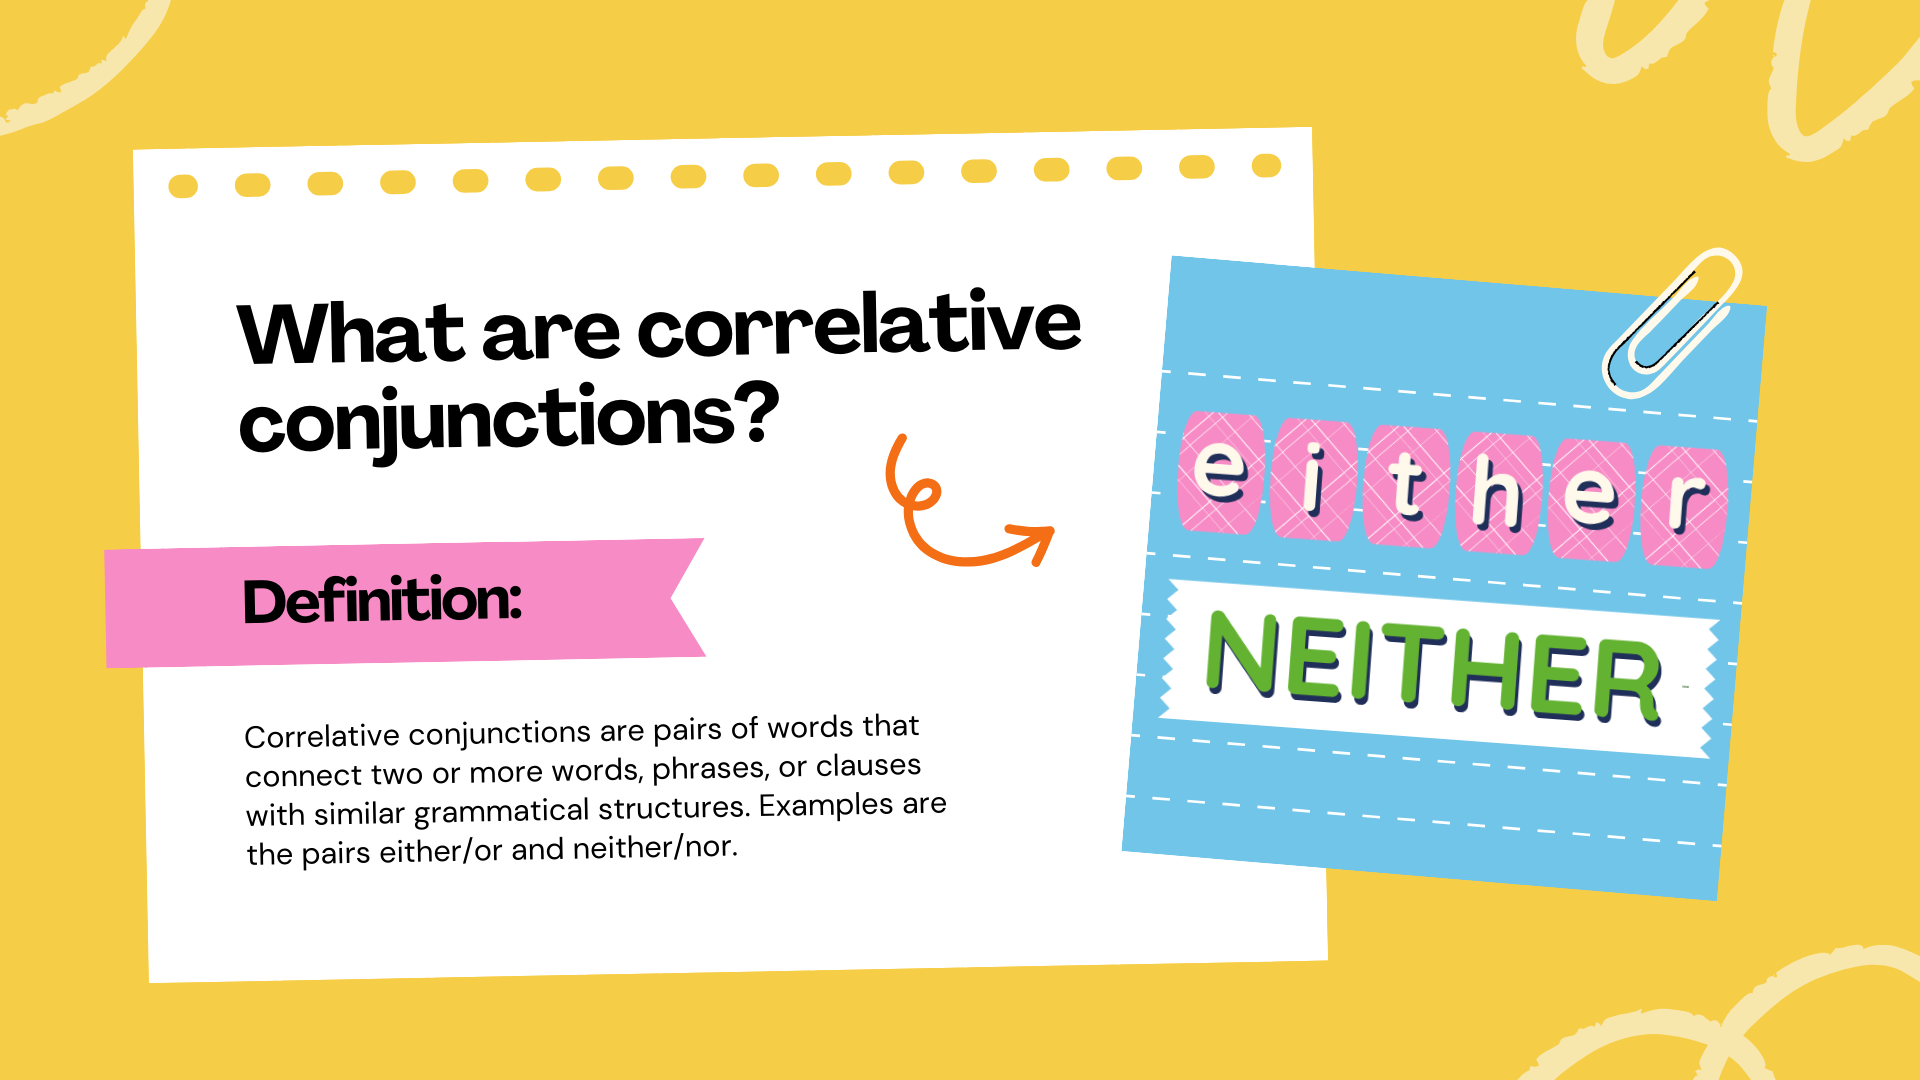 What are correlative
conjunctions?
Definition:
Correlative conjunctions are pairs of words that
connect two or more words, phrases, or clauses
with similar grammatical structures. Examples are
the pairs either/or and neither/nor.
either
NEITHER